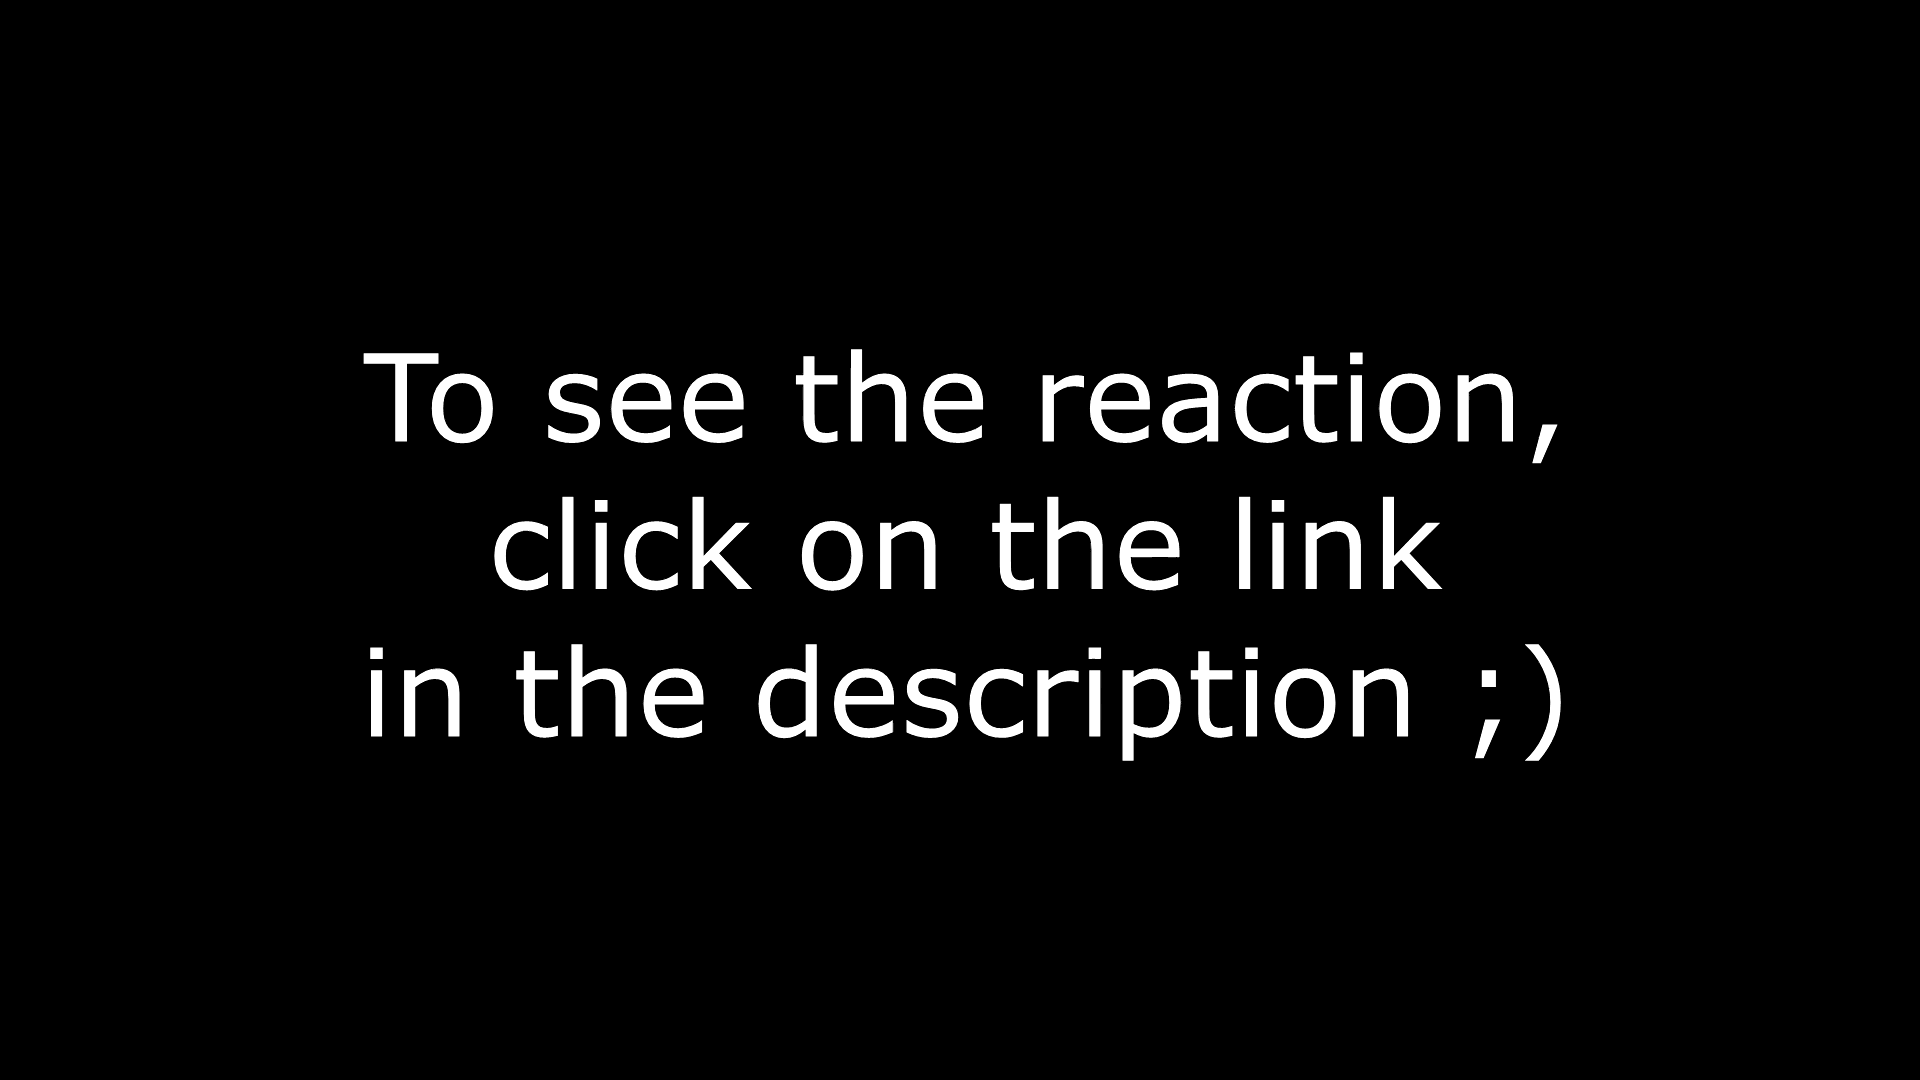 To see the reaction,
click on the link
in the description ;)